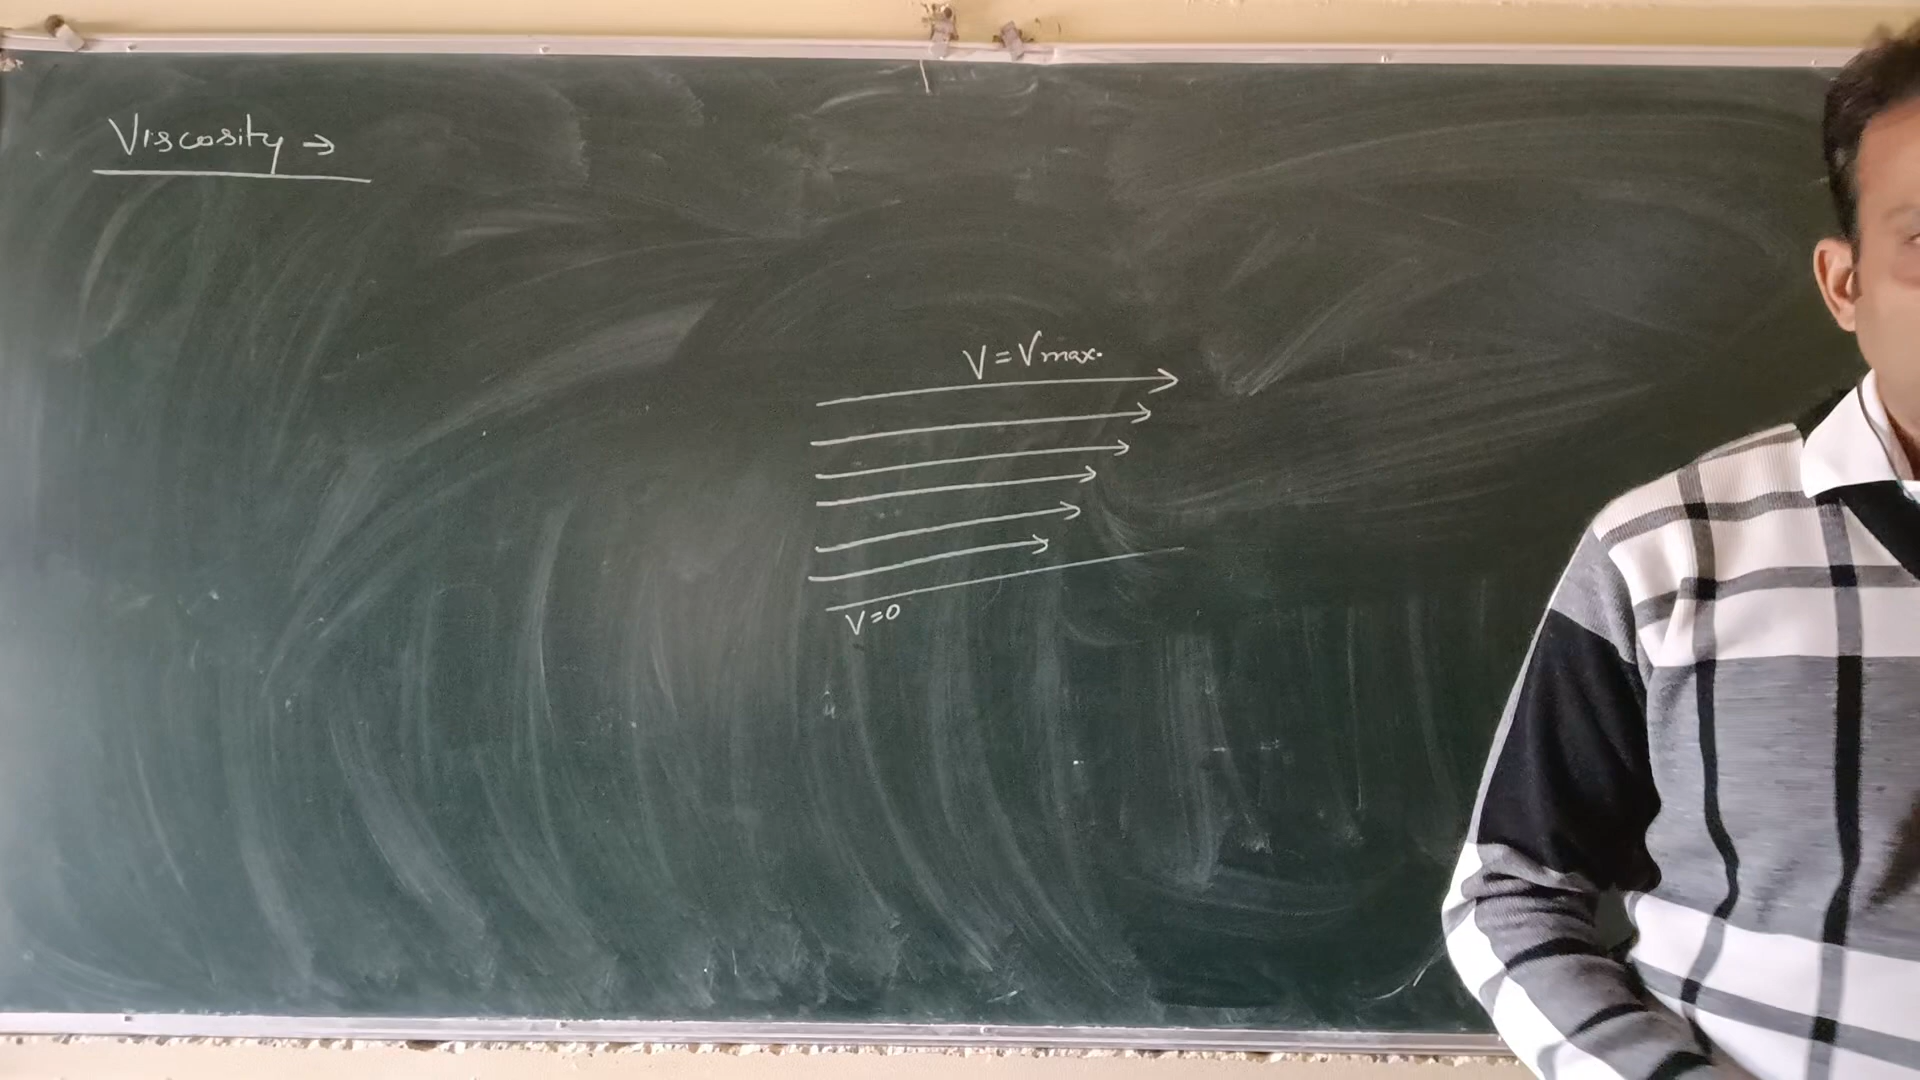 Viscosity →
V = Vmax.
V=0